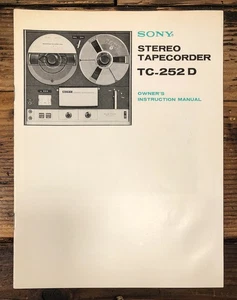 SONY
STEREO
TAPECORDER
TC-252 D
OWNER'S
INSTRUCTION MANUAL